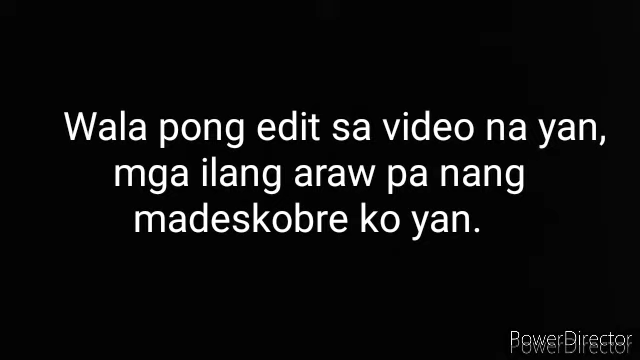 Wala pong edit sa video na yan,
mga ilang araw pa nang
madeskobre ko yan.
PowerDirector